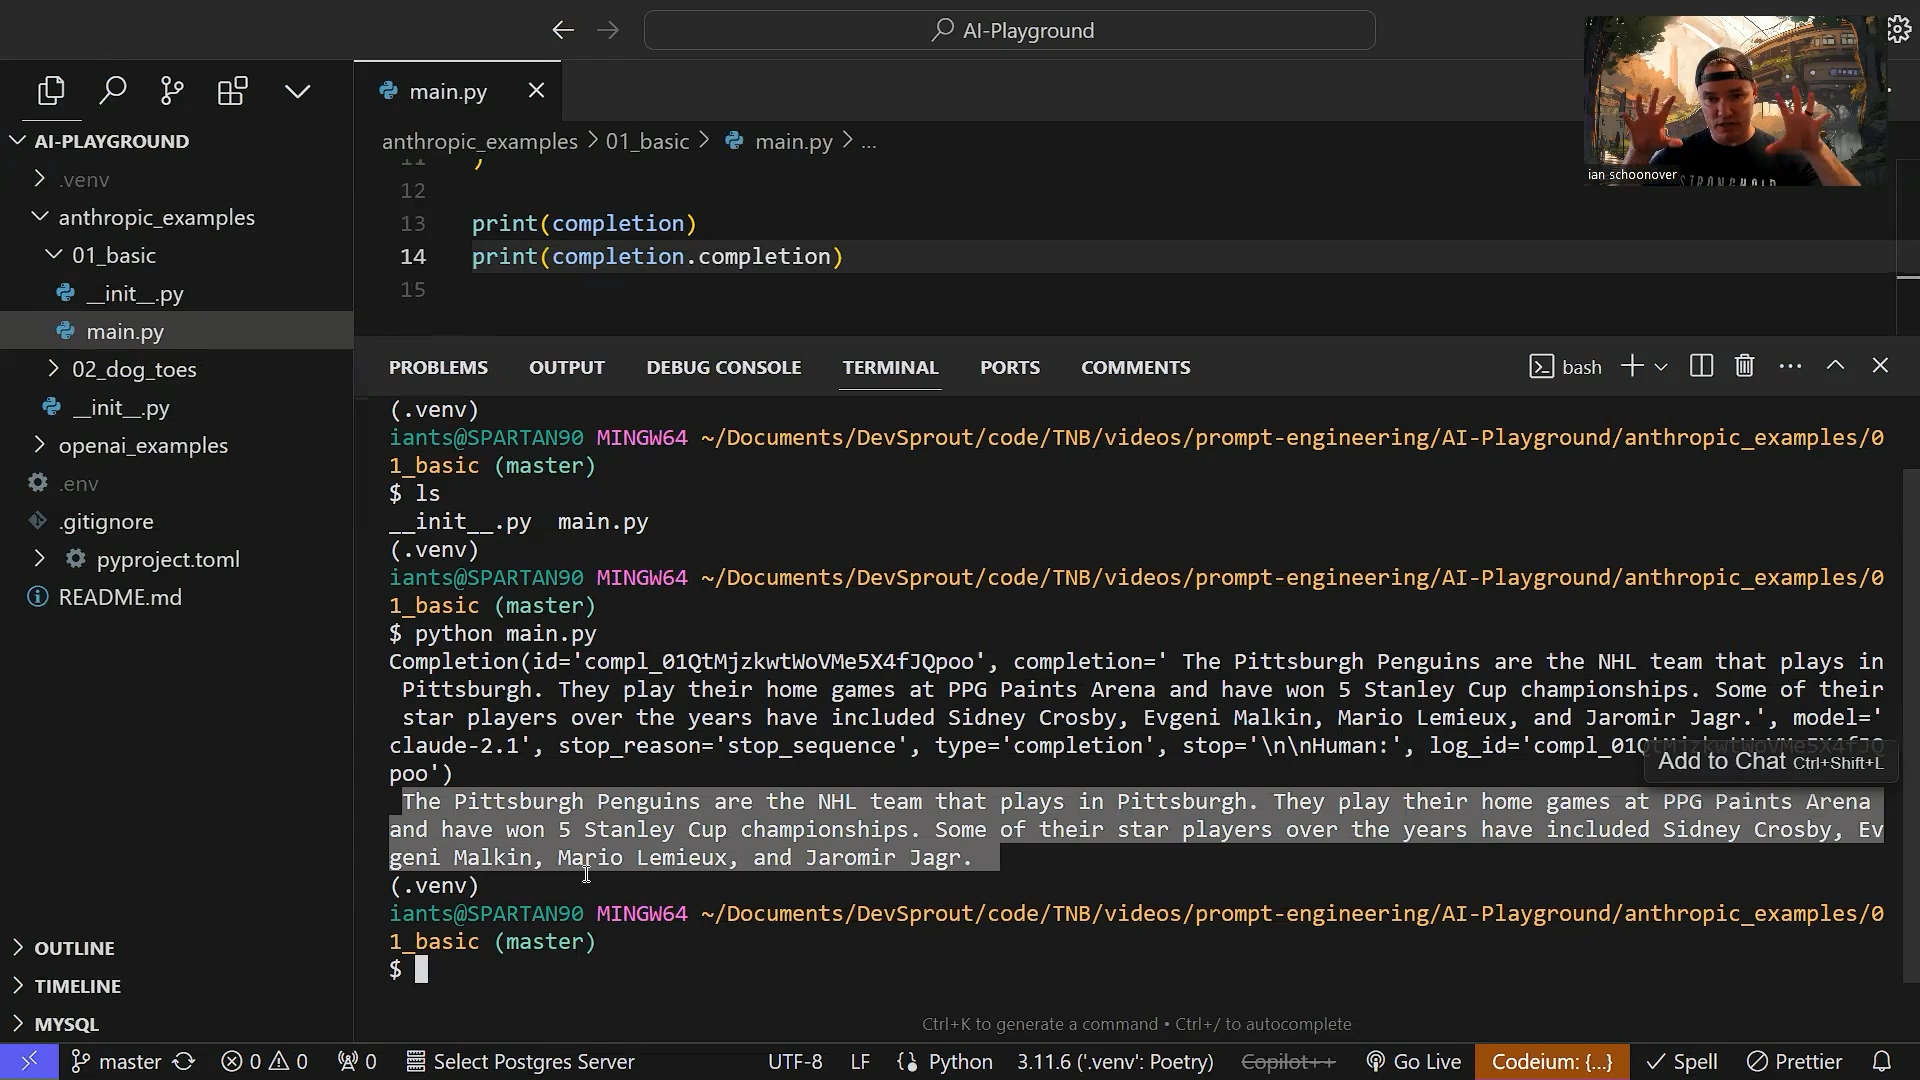 AI-Playground
main.py
AI-PLAYGROUND
.venv
anthropic_examples
01_basic
__init__.py
main.py
02_dog_toes
__init__.py
openai_examples
.env
.gitignore
pyproject.toml
README.md
OUTLINE
TIMELINE
MYSQL
anthropic_examples > 01_basic > main.py > ...
11 )
12
13 print(completion)
14 print(completion.completion)
15
ian schoonover
STRONGHOLD
PROBLEMS OUTPUT DEBUG CONSOLE TERMINAL PORTS COMMENTS
bash
(.venv)
iants@SPARTAN90 MINGW64 ~/Documents/DevSprout/code/TNB/videos/prompt-engineering/AI-Playground/anthropic_examples/0
1_basic (master)
$ ls
__init__.py  main.py
(.venv)
iants@SPARTAN90 MINGW64 ~/Documents/DevSprout/code/TNB/videos/prompt-engineering/AI-Playground/anthropic_examples/0
1_basic (master)
$ python main.py
Completion(id='compl_01QtMjzkwtWoVMe5X4fJQpoo', completion=' The Pittsburgh Penguins are the NHL team that plays in
Pittsburgh. They play their home games at PPG Paints Arena and have won 5 Stanley Cup championships. Some of their
star players over the years have included Sidney Crosby, Evgeni Malkin, Mario Lemieux, and Jaromir Jagr.', model='
claude-2.1', stop_reason='stop_sequence', type='completion', stop='\n\nHuman:', log_id='compl_01QtMjzkwtWoVMe5X4fJQ
poo')
Add to Chat Ctrl+Shift+L
The Pittsburgh Penguins are the NHL team that plays in Pittsburgh. They play their home games at PPG Paints Arena
and have won 5 Stanley Cup championships. Some of their star players over the years have included Sidney Crosby, Ev
geni Malkin, Mario Lemieux, and Jaromir Jagr.
(.venv)
iants@SPARTAN90 MINGW64 ~/Documents/DevSprout/code/TNB/videos/prompt-engineering/AI-Playground/anthropic_examples/0
1_basic (master)
$
Ctrl+K to generate a command • Ctrl+/ to autocomplete
master 0 0 0 Select Postgres Server UTF-8 LF Python 3.11.6 ('.venv': Poetry) Copilot++ Go Live Codeium: {...} Spell Prettier